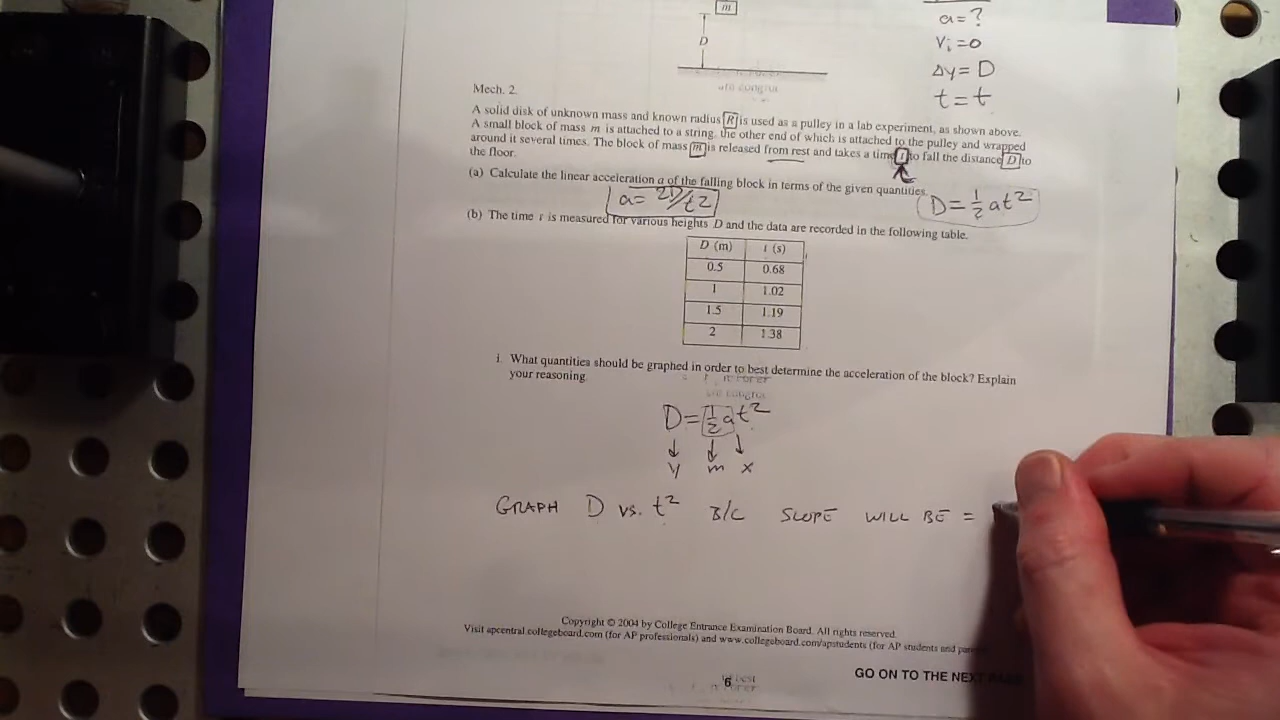 m
a = ?
Vi = 0
D
Δy = D
t = t
Mech. 2.
A solid disk of unknown mass and known radius R is used as a pulley in a lab experiment, as shown above.
A small block of mass m is attached to a string, the other end of which is attached to the pulley and wrapped
around it several times. The block of mass m is released from rest and takes a time t to fall the distance D to
the floor.
(a) Calculate the linear acceleration a of the falling block in terms of the given quantities.
a = 2D/t2
D = 1/2 at²
(b) The time t is measured for various heights D and the data are recorded in the following table.
D (m) t (s)
0.5 0.68
1 1.02
1.5 1.19
2 1.38
i. What quantities should be graphed in order to best determine the acceleration of the block? Explain
your reasoning.
D = 1/2 at²
y m x
GRAPH D vs. t² B/C SLOPE WILL BE =
Copyright © 2004 by College Entrance Examination Board. All rights reserved.
Visit apcentral.collegeboard.com (for AP professionals) and www.collegeboard.com/apstudents (for AP students and
6
GO ON TO THE NEXT